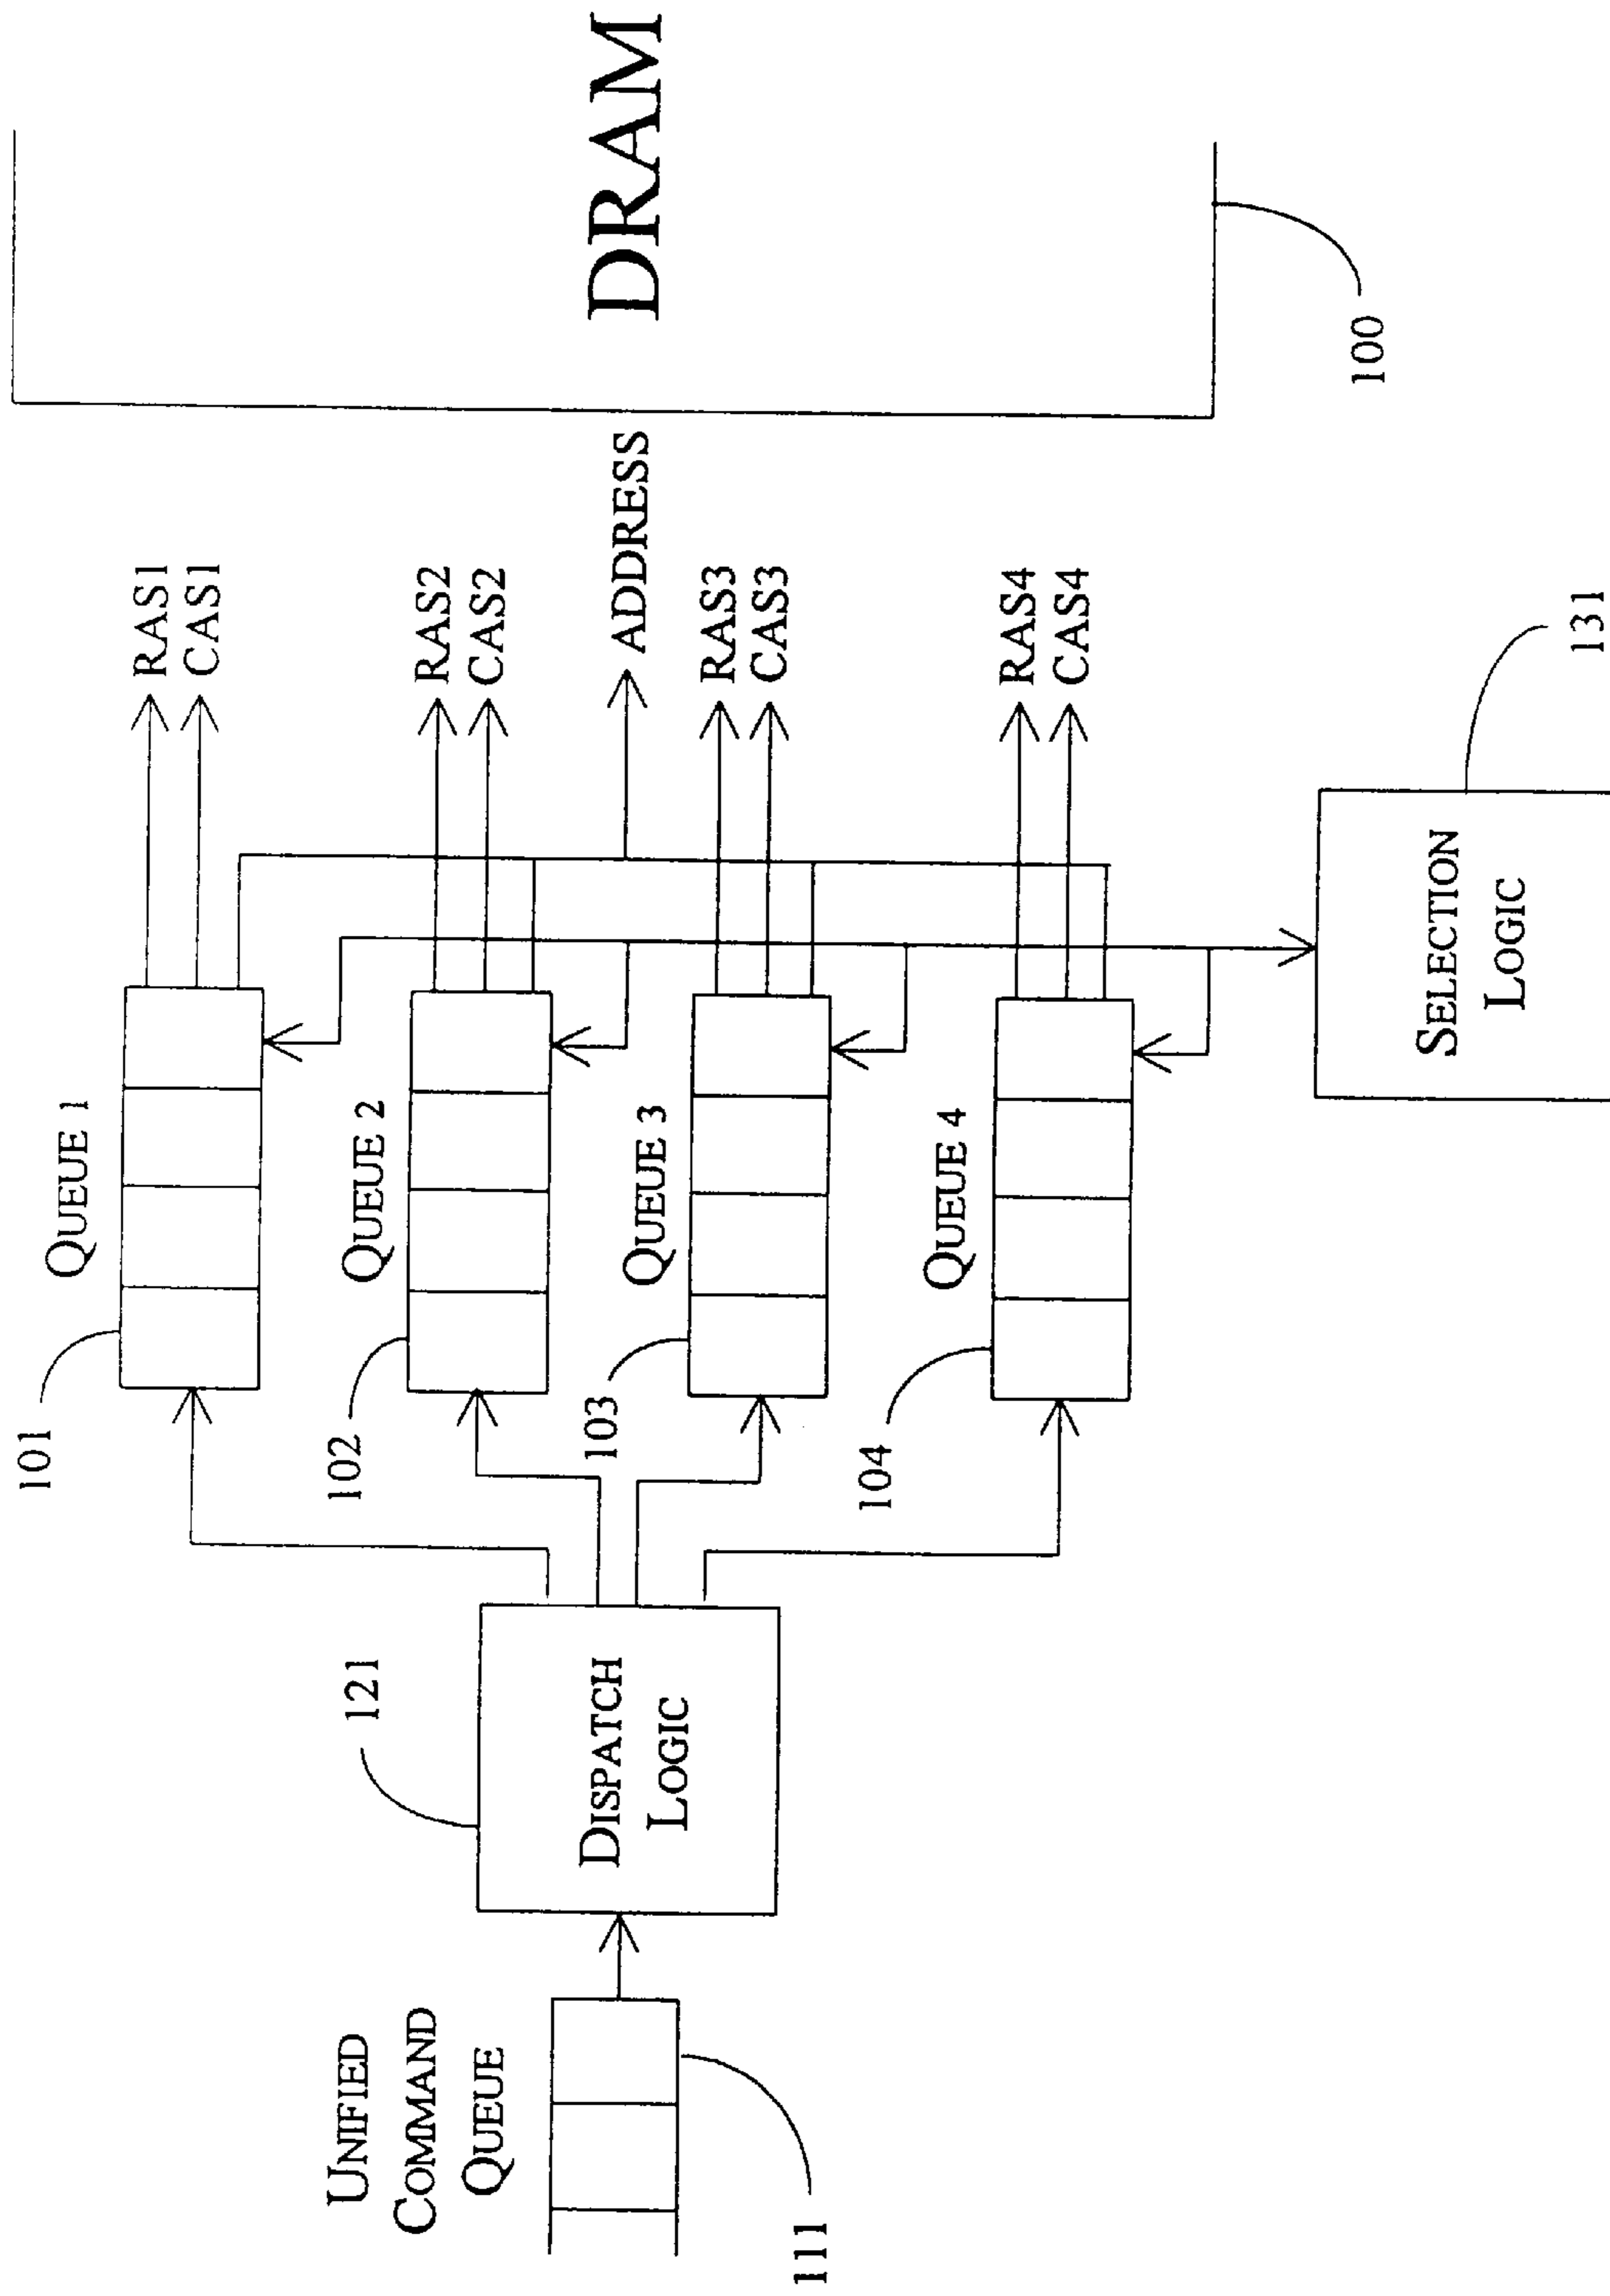 UNIFIED
COMMAND
QUEUE
111
DISPATCH
LOGIC
121
QUEUE 1
101
RAS1
CAS1
QUEUE 2
102
RAS2
CAS2
ADDRESS
QUEUE 3
103
RAS3
CAS3
QUEUE 4
104
RAS4
CAS4
SELECTION
LOGIC
131
DRAM
100